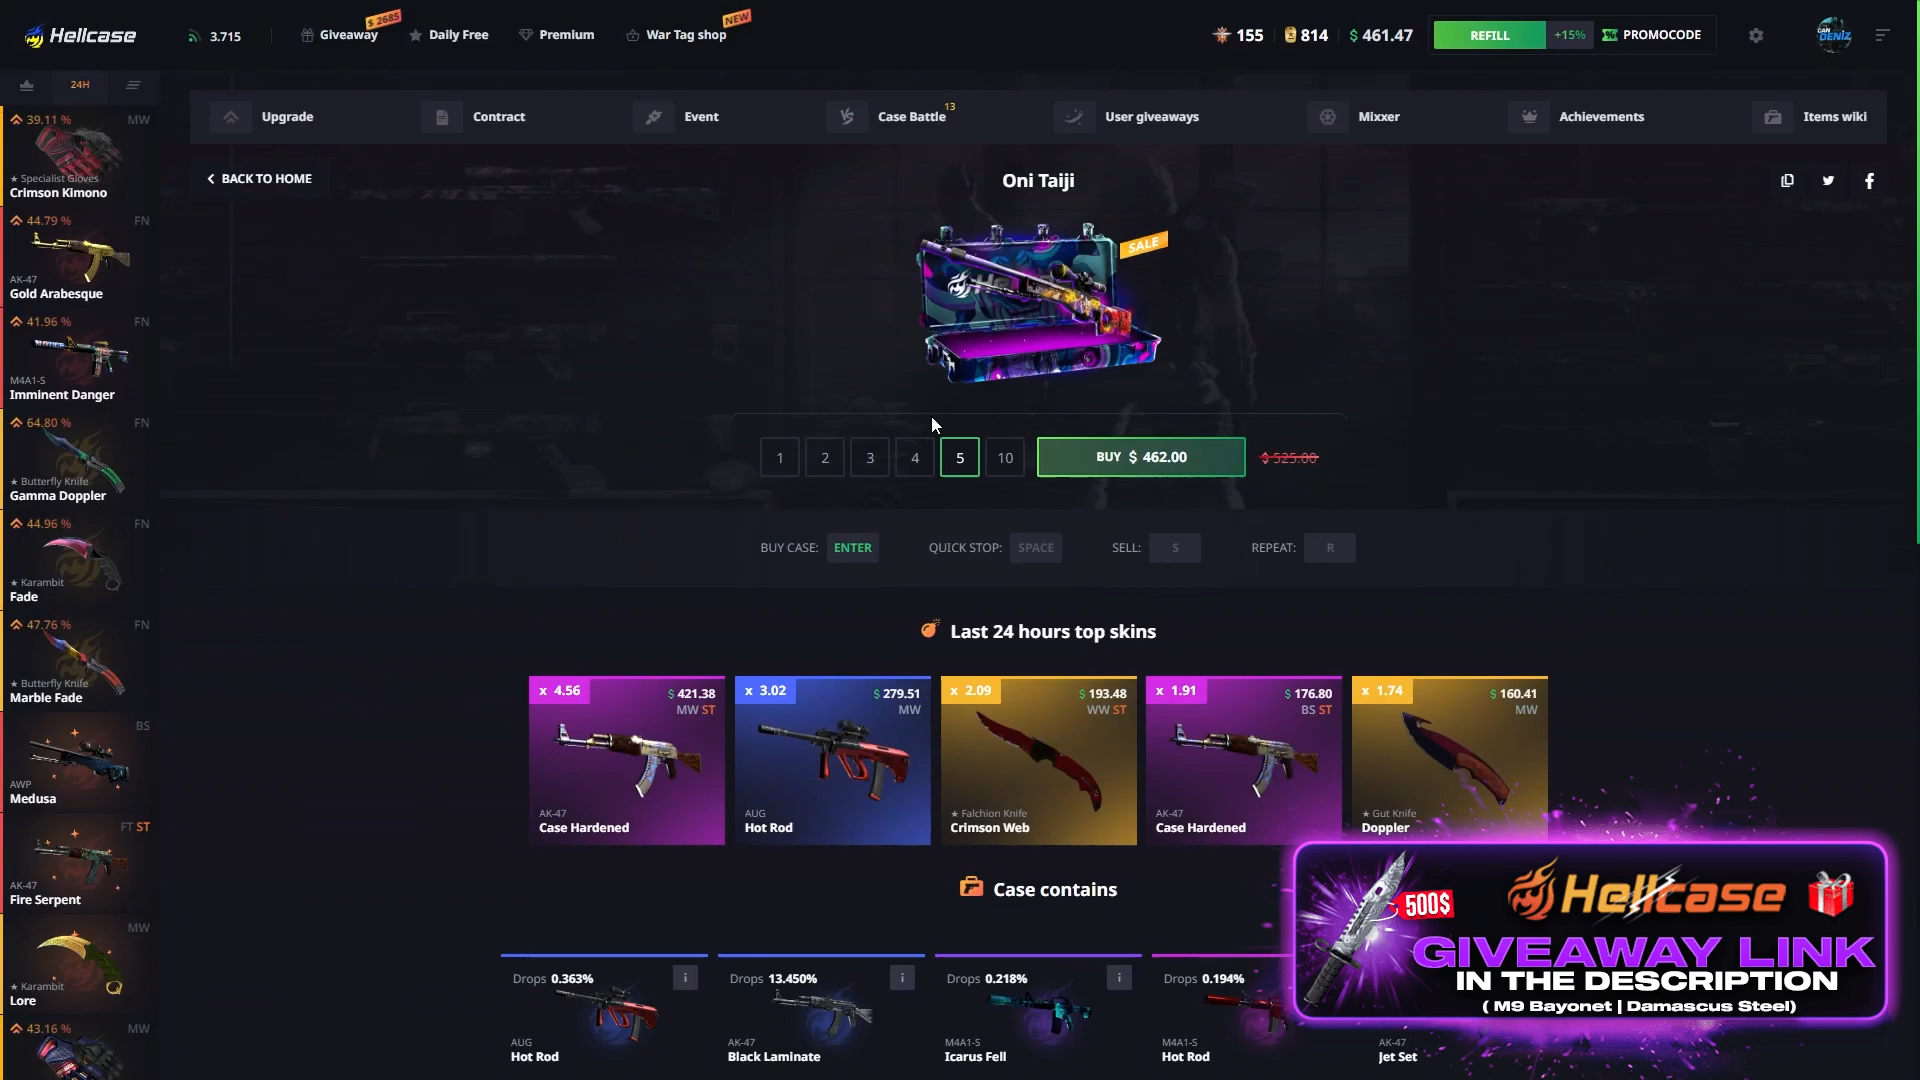 Hellcase
3.715
Giveaway
$ 2685
Daily Free
Premium
War Tag shop
NEW
155
814
$ 461.47
REFILL
+15%
PROMOCODE
CAN DENİZ
24H
Upgrade
Contract
Event
Case Battle
13
User giveaways
Mixxer
Achievements
Items wiki
BACK TO HOME
Oni Taiji
SALE
1
2
3
4
5
10
BUY $ 462.00
$ 525.00
BUY CASE: ENTER
QUICK STOP: SPACE
SELL: S
REPEAT: R
39.11 %
MW
★ Specialist Gloves
Crimson Kimono
44.79 %
FN
AK-47
Gold Arabesque
41.96 %
FN
M4A1-S
Imminent Danger
64.80 %
FN
★ Butterfly Knife
Gamma Doppler
44.96 %
FN
★ Karambit
Fade
47.76 %
FN
★ Butterfly Knife
Marble Fade
BS
AWP
Medusa
FT ST
AK-47
Fire Serpent
MW
★ Karambit
Lore
43.16 %
MW
Last 24 hours top skins
x 4.56
$ 421.38
MW ST
AK-47
Case Hardened
x 3.02
$ 279.51
MW
AUG
Hot Rod
x 2.09
$ 193.48
WW ST
★ Falchion Knife
Crimson Web
x 1.91
$ 176.80
BS ST
AK-47
Case Hardened
x 1.74
$ 160.41
MW
★ Gut Knife
Doppler
Case contains
Drops 0.363%
i
AUG
Hot Rod
Drops 13.450%
i
AK-47
Black Laminate
Drops 0.218%
i
M4A1-S
Icarus Fell
Drops 0.194%
M4A1-S
Hot Rod
AK-47
Jet Set
500$
Hellcase
GIVEAWAY LINK
IN THE DESCRIPTION
( M9 Bayonet | Damascus Steel)